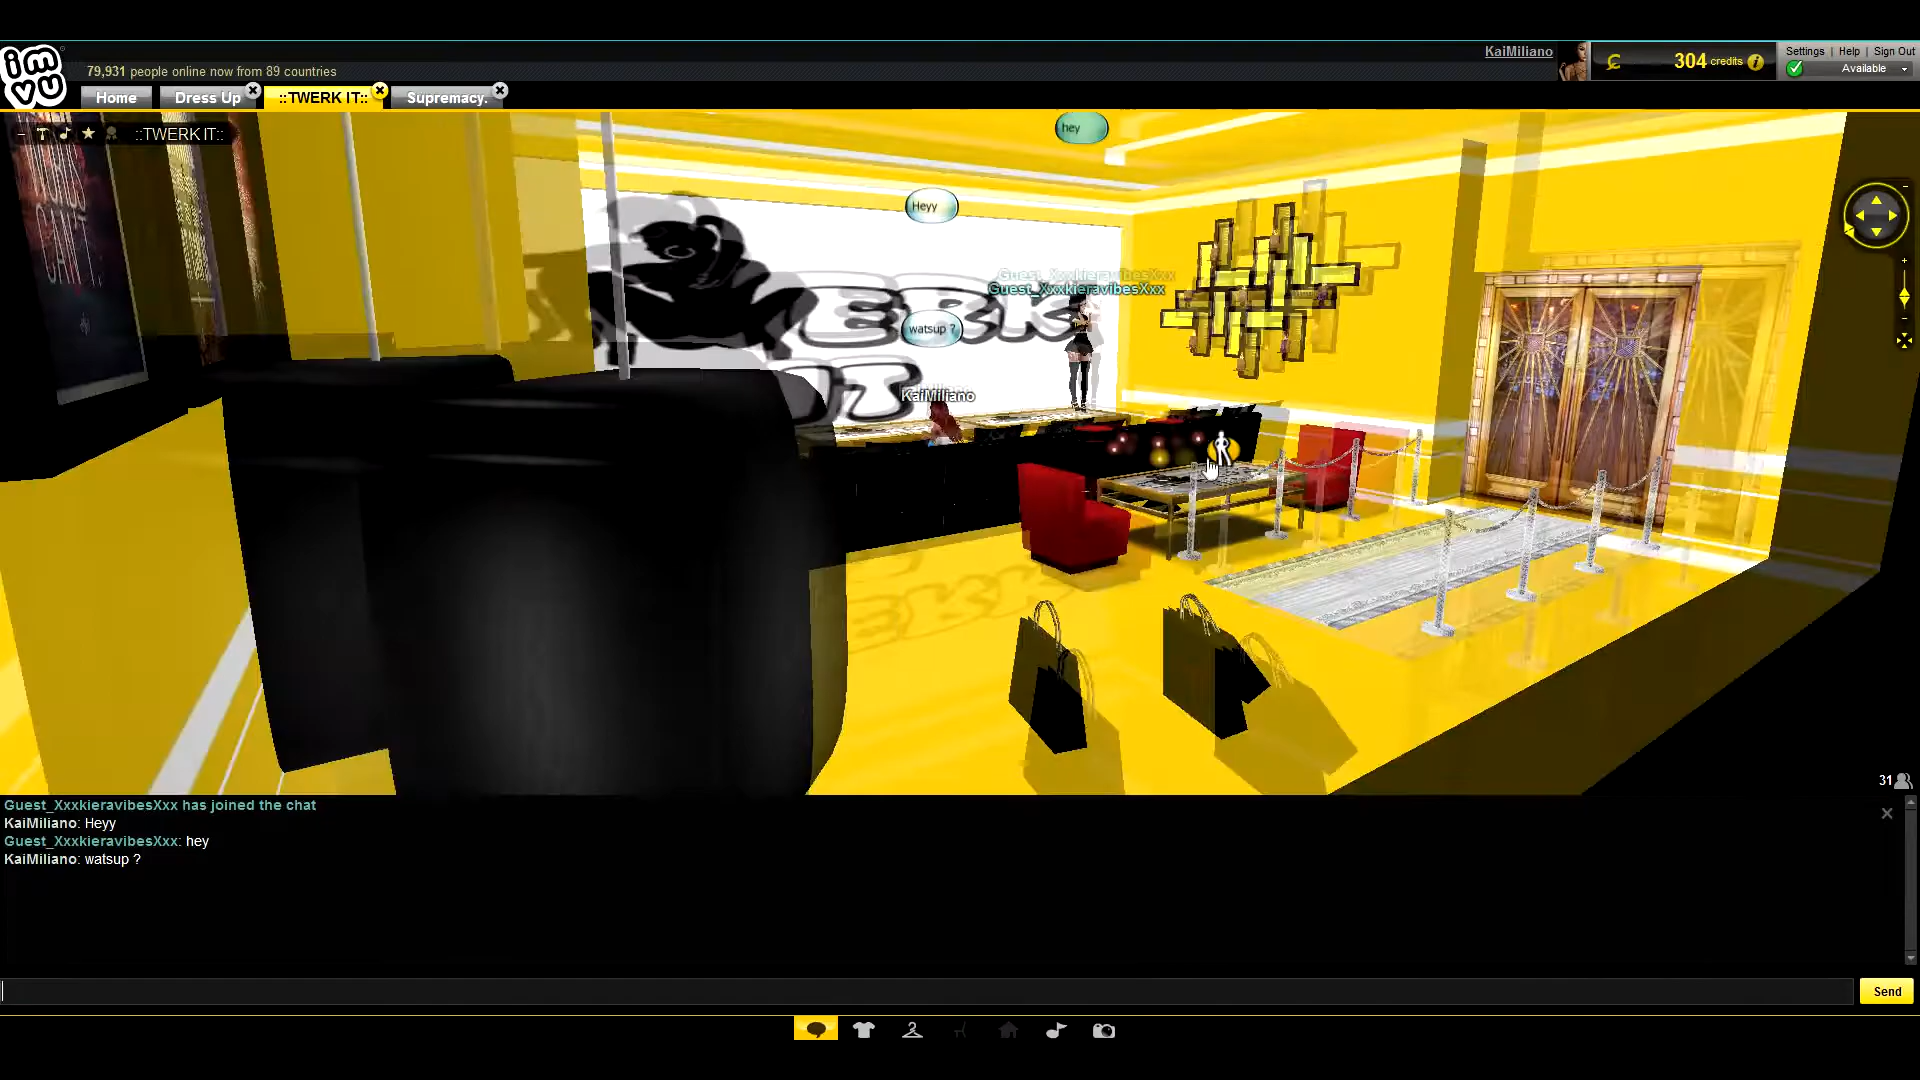 imvu
KaiMiliano
304 credits
Settings | Help | Sign Out
Available
79,931 people online now from 89 countries
Home
Dress Up
::TWERK IT::
Supremacy.
::TWERK IT::
hey
Heyy
Guest_XxxkieravibesXxx
Guest_XxxkieravibesXxx
watsup ?
IT
KaiMiliano
31
Guest_XxxkieravibesXxx has joined the chat
KaiMiliano: Heyy
Guest_XxxkieravibesXxx: hey
KaiMiliano: watsup ?
Send